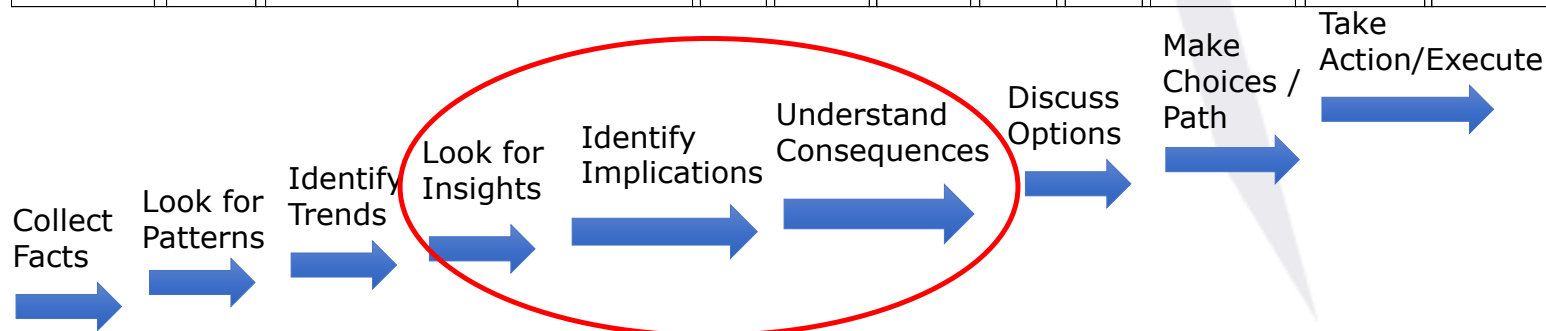 Collect
Facts
Look for
Patterns
Identify
Trends
Look for
Insights
Identify
Implications
Understand
Consequences
Discuss
Options
Make
Choices /
Path
Take
Action/Execute